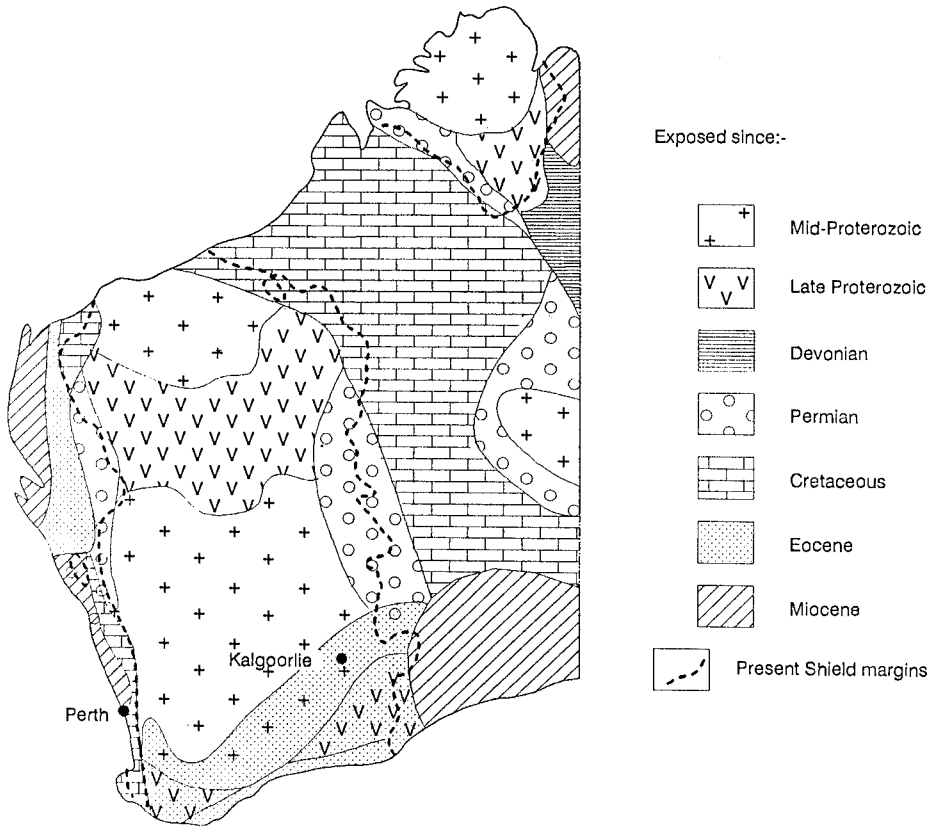 Exposed since:-
Mid-Proterozoic
Late Proterozoic
Devonian
Permian
Cretaceous
Eocene
Miocene
Present Shield margins
Kalgoorlie
Perth